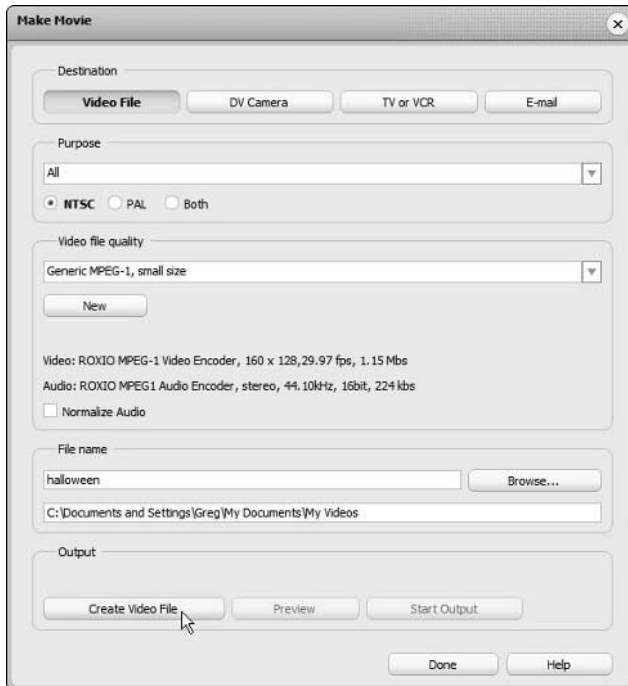 Make Movie
Destination
Video File DV Camera TV or VCR E-mail
Purpose
All
NTSC PAL Both
Video file quality
Generic MPEG-1, small size
New
Video: ROXIO MPEG-1 Video Encoder, 160 x 128,29.97 fps, 1.15 Mbs
Audio: ROXIO MPEG1 Audio Encoder, stereo, 44.10kHz, 16bit, 224 kbs
Normalize Audio
File name
halloween Browse...
C:\Documents and Settings\Greg\My Documents\My Videos
Output
Create Video File Preview Start Output
Done Help